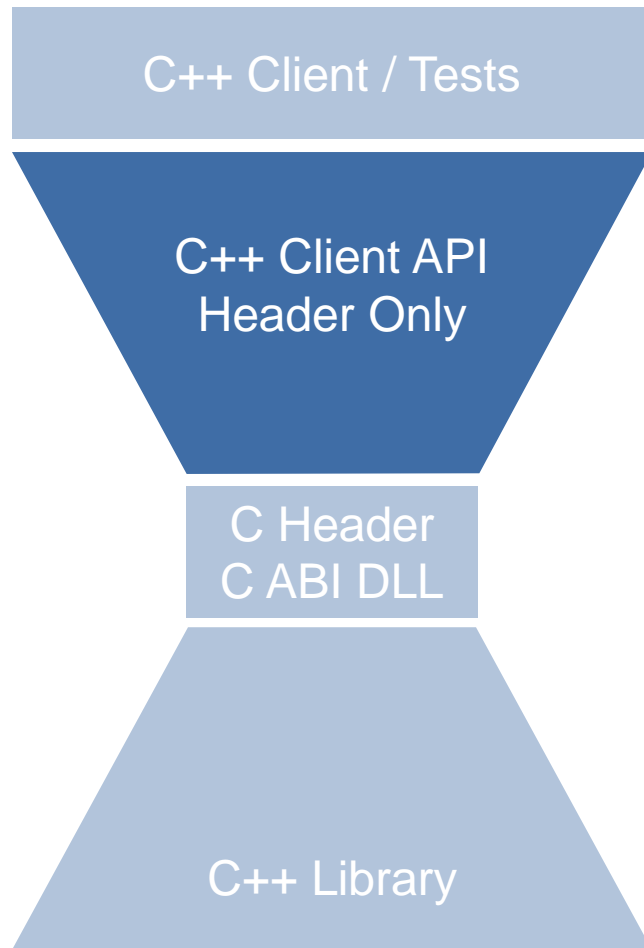 C++ Client / Tests
C++ Client API
Header Only
C Header
C ABI DLL
C++ Library